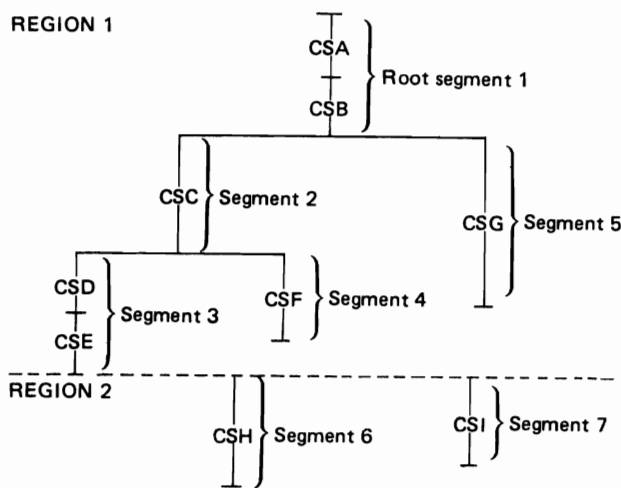 REGION 1
CSA
Root segment 1
CSB
CSC
Segment 2
CSG
Segment 5
CSD
Segment 3
CSE
CSF
Segment 4
REGION 2
CSH
Segment 6
CSI
Segment 7